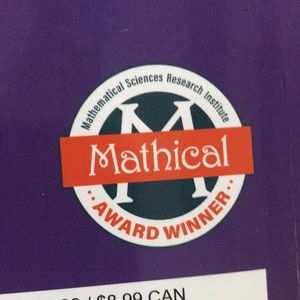 Mathematical Sciences Research Institute
M
Mathical
AWARD WINNER
/ $8.99 CAN